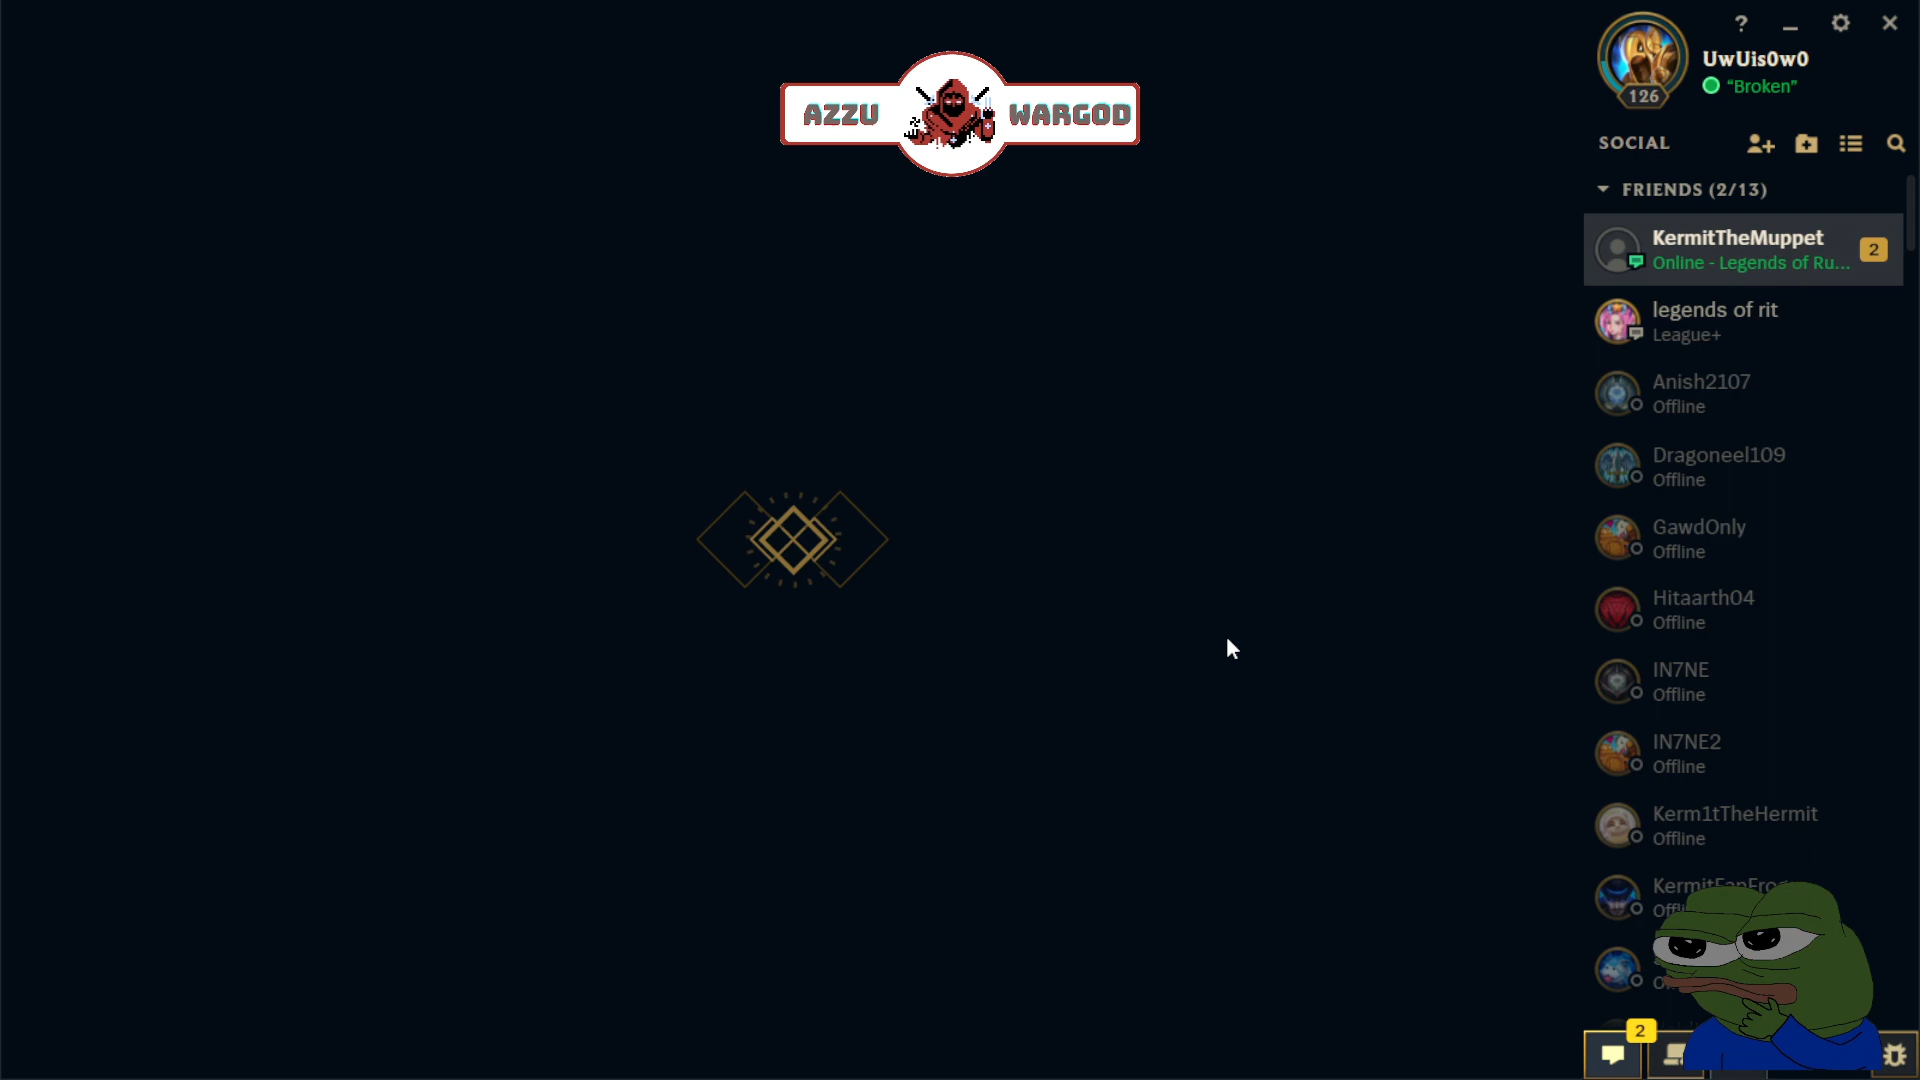 AZZU WARGOD
?
UwUis0w0
126
"Broken"
SOCIAL
FRIENDS (2/13)
KermitTheMuppet
Online - Legends of Ru...
2
legends of rit
League+
Anish2107
Offline
Dragoneel109
Offline
GawdOnly
Offline
Hitaarth04
Offline
IN7NE
Offline
IN7NE2
Offline
Kerm1tTheHermit
Offline
2